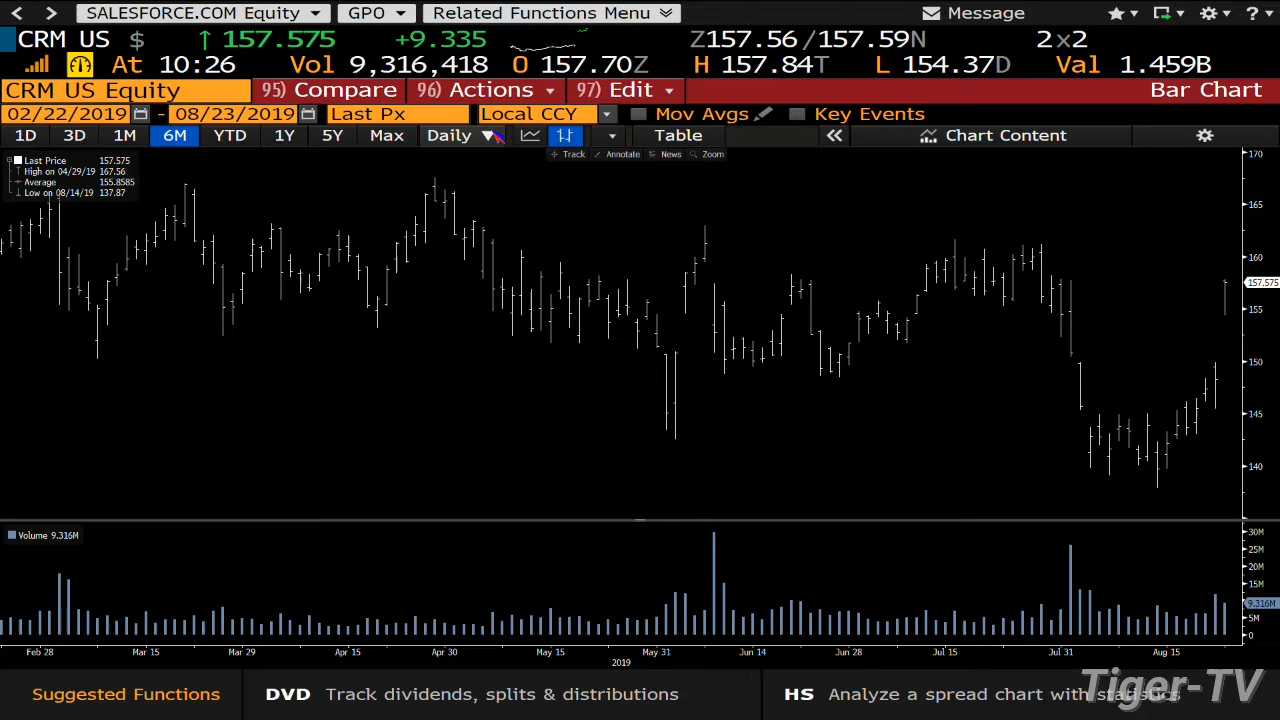 SALESFORCE.COM Equity GPO Related Functions Menu Message
CRM US $ ↑ 157.575 +9.335 Z157.56/157.59N 2x2
At 10:26 Vol 9,316,418 O 157.70Z H 157.84T L 154.37D Val 1.459B
CRM US Equity 95) Compare 96) Actions 97) Edit Bar Chart
02/22/2019 - 08/23/2019 Last Px Local CCY Mov Avgs Key Events
1D 3D 1M 6M YTD 1Y 5Y Max Daily Table Chart Content
Track Annotate News Zoom
Last Price 157.575
High on 04/29/19 167.56
Average 155.8585
Low on 08/14/19 137.87
170
165
160
157.575
155
150
145
140
Volume 9.316M
30M
25M
20M
15M
9.316M
5M
0
Feb 28 Mar 15 Mar 29 Apr 15 Apr 30 May 15 May 31 Jun 14 Jun 28 Jul 15 Jul 31 Aug 15
2019
Suggested Functions DVD Track dividends, splits & distributions HS Analyze a spread chart with statistics
Tiger-TV